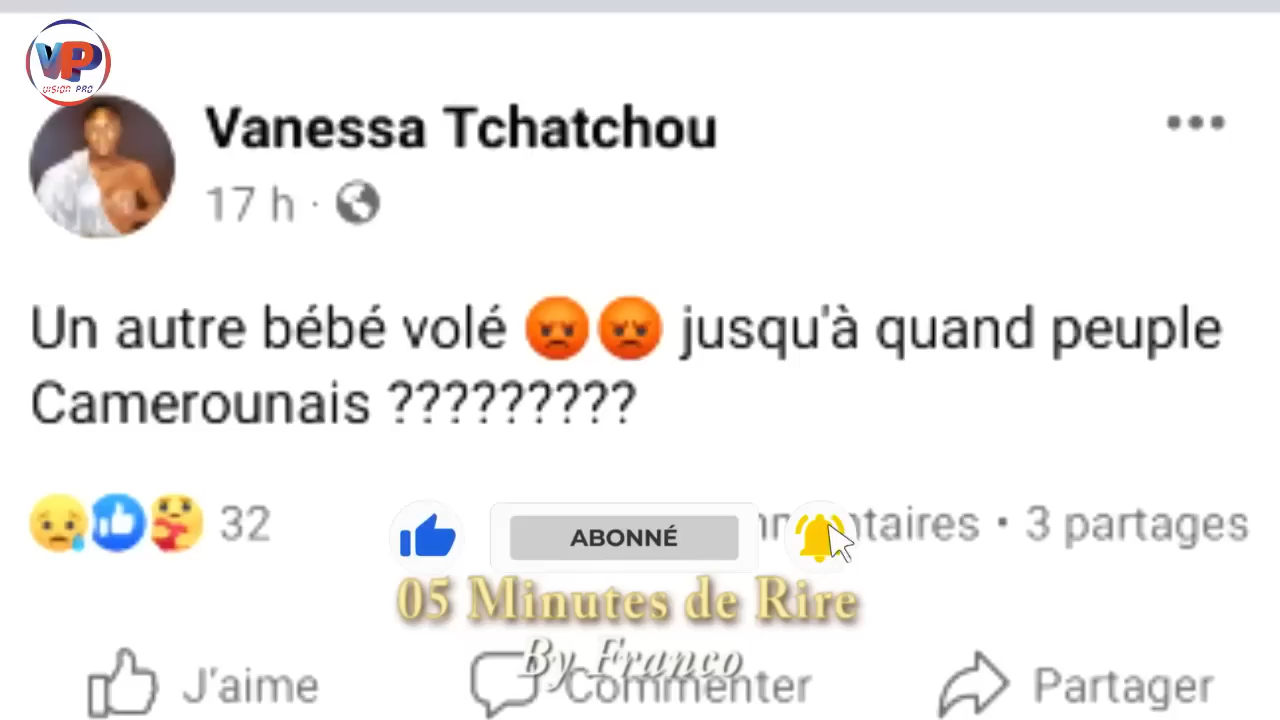 VP
VISION PRO
Vanessa Tchatchou
17 h ·
Un autre bébé volé 😡😡 jusqu'à quand peuple
Camerounais ?????????
32
• 3 partages
ABONNÉ
05 Minutes de Rire
By Franco
J'aime
Commenter
Partager